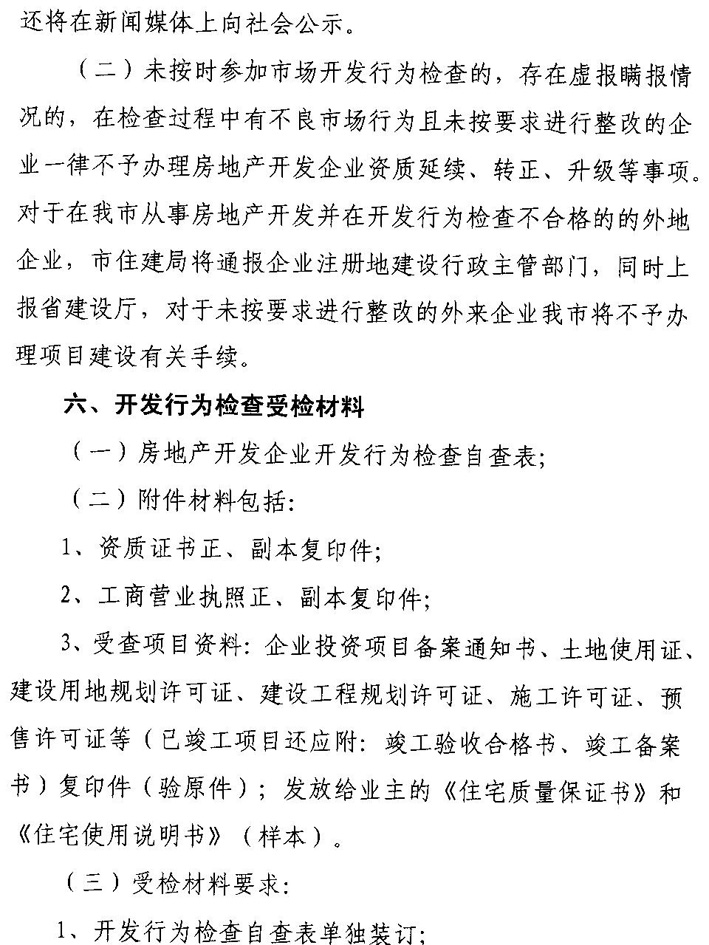 还将在新闻媒体上向社会公示。
（二）未按时参加市场开发行为检查的，存在虚报瞒报情
况的，在检查过程中有不良市场行为且未按要求进行整改的企
业一律不予办理房地产开发企业资质延续、转正、升级等事项。
对于在我市从事房地产开发并在开发行为检查不合格的的外地
企业，市住建局将通报企业注册地建设行政主管部门，同时上
报省建设厅，对于未按要求进行整改的外来企业我市将不予办
理项目建设有关手续。
六、开发行为检查受检材料
（一）房地产开发企业开发行为检查自查表；
（二）附件材料包括：
1、资质证书正、副本复印件；
2、工商营业执照正、副本复印件；
3、受查项目资料：企业投资项目备案通知书、土地使用证、
建设用地规划许可证、建设工程规划许可证、施工许可证、预
售许可证等（已竣工项目还应附：竣工验收合格书、竣工备案
书）复印件（验原件）；发放给业主的《住宅质量保证书》和
《住宅使用说明书》（样本）。
（三）受检材料要求：
1、开发行为检查自查表单独装订；